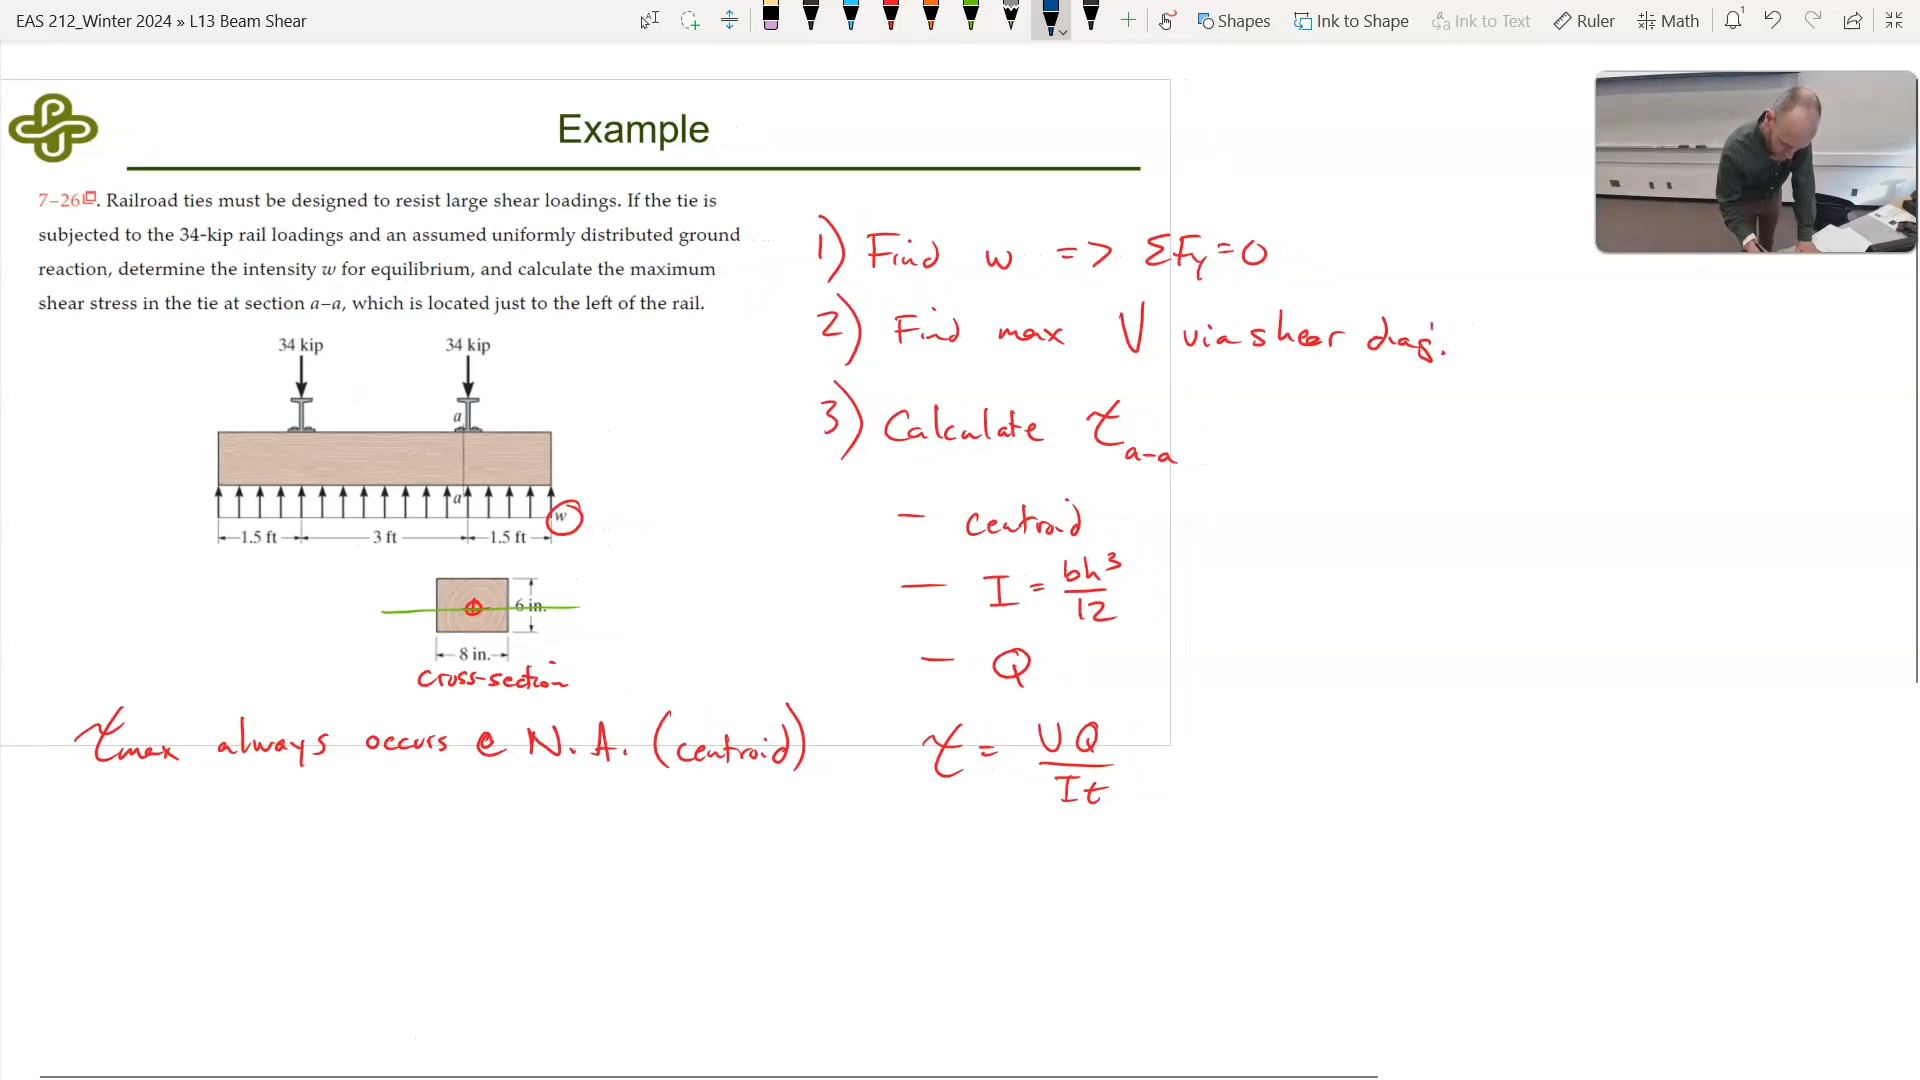 EAS 212_Winter 2024 » L13 Beam Shear
Shapes
Ink to Shape
Ink to Text
Ruler
Math
Example
7–26. Railroad ties must be designed to resist large shear loadings. If the tie is
subjected to the 34-kip rail loadings and an assumed uniformly distributed ground
reaction, determine the intensity w for equilibrium, and calculate the maximum
shear stress in the tie at section a–a, which is located just to the left of the rail.
34 kip
34 kip
a
a
w
1.5 ft
3 ft
1.5 ft
6 in.
8 in.
cross-section
τmax always occurs @ N.A. (centroid)
1) Find w => ΣFy=0
2) Find max V via shear diag.
3) Calculate τa-a
- centroid
- I = bh³/12
- Q
τ = VQ/It